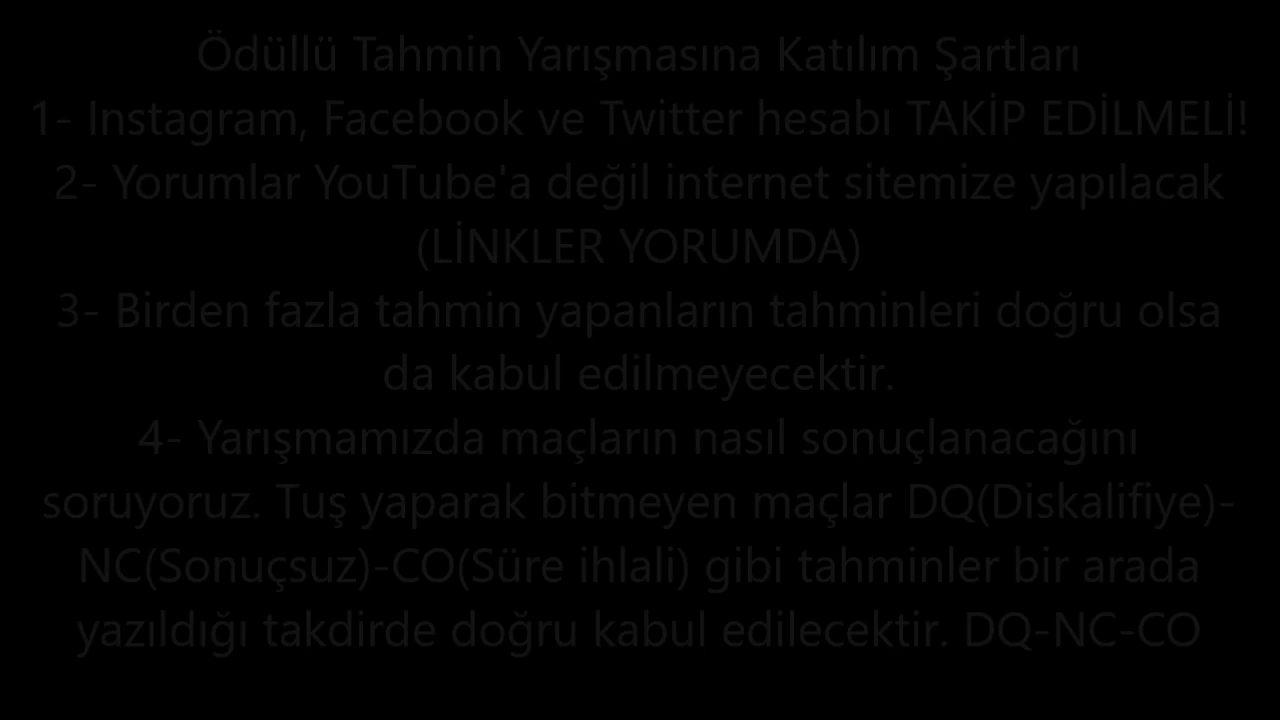 Ödüllü Tahmin Yarışmasına Katılım Şartları
1- Instagram, Facebook ve Twitter hesabı TAKİP EDİLMELİ!
2- Yorumlar YouTube'a değil internet sitemize yapılacak
(LİNKLER YORUMDA)
3- Birden fazla tahmin yapanların tahminleri doğru olsa
da kabul edilmeyecektir.
4- Yarışmamızda maçların nasıl sonuçlanacağını
soruyoruz. Tuş yaparak bitmeyen maçlar DQ(Diskalifiye)-
NC(Sonuçsuz)-CO(Süre ihlali) gibi tahminler bir arada
yazıldığı takdirde doğru kabul edilecektir. DQ-NC-CO